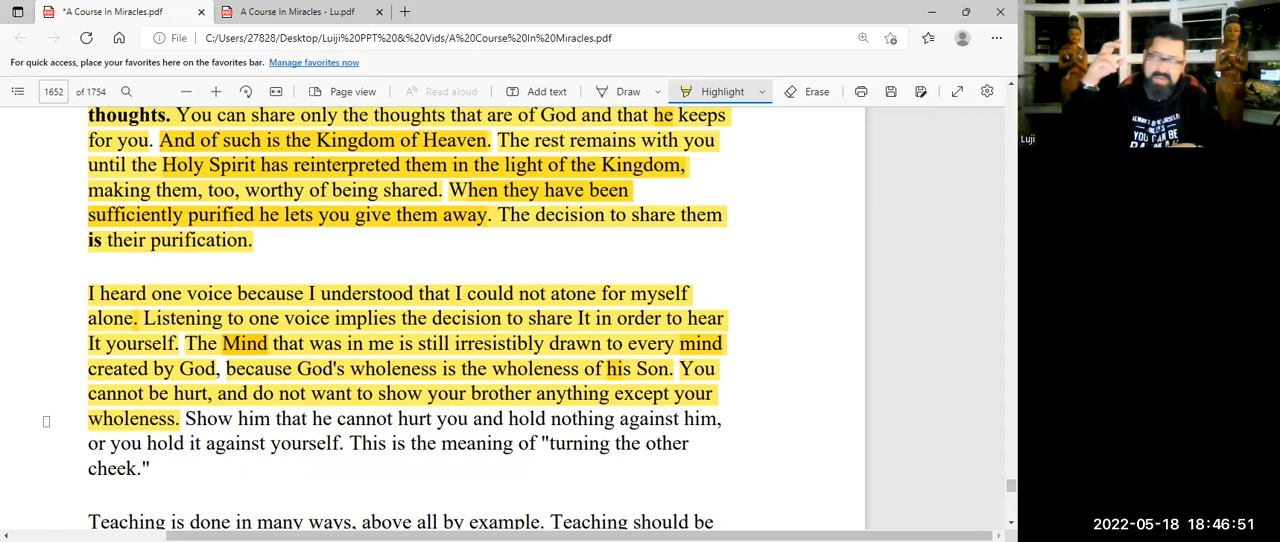 *A Course In Miracles.pdf
A Course In Miracles - Lu.pdf
File
C:/Users/27828/Desktop/Luiji%20PPT%20&%20Vids/A%20Course%20In%20Miracles.pdf
For quick access, place your favorites here on the favorites bar. Manage favorites now
1652 of 1754
Page view
Read aloud
Add text
Draw
Highlight
Erase
thoughts. You can share only the thoughts that are of God and that he keeps
for you. And of such is the Kingdom of Heaven. The rest remains with you
until the Holy Spirit has reinterpreted them in the light of the Kingdom,
making them, too, worthy of being shared. When they have been
sufficiently purified he lets you give them away. The decision to share them
is their purification.
I heard one voice because I understood that I could not atone for myself
alone. Listening to one voice implies the decision to share It in order to hear
It yourself. The Mind that was in me is still irresistibly drawn to every mind
created by God, because God's wholeness is the wholeness of his Son. You
cannot be hurt, and do not want to show your brother anything except your
wholeness. Show him that he cannot hurt you and hold nothing against him,
or you hold it against yourself. This is the meaning of "turning the other
cheek."
Teaching is done in many ways, above all by example. Teaching should be
Luji
YOU CAN BE
2022-05-18 18:46:51